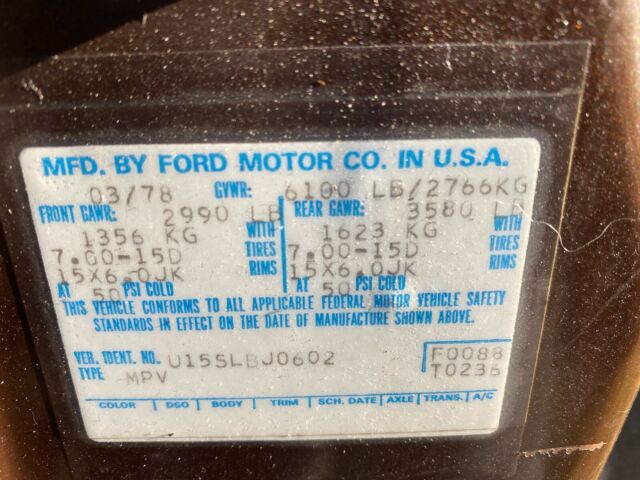 MFD. BY FORD MOTOR CO. IN U.S.A.
03/78 GVWR: 6100 LB/2766KG
FRONT GAWR: 2990 LB REAR GAWR: 3580 LB
1356 KG WITH 1623 KG WITH
7.00-15D TIRES 7.00-15D TIRES
15X6.0JK RIMS 15X6.0JK RIMS
AT 50 PSI COLD AT 50 PSI COLD
THIS VEHICLE CONFORMS TO ALL APPLICABLE FEDERAL MOTOR VEHICLE SAFETY
STANDARDS IN EFFECT ON THE DATE OF MANUFACTURE SHOWN ABOVE.
VER. IDENT. NO. U15SLBJ0602 F0088
TYPE MPV T0236
COLOR DSO BODY TRIM SCH. DATE AXLE TRANS. A/C